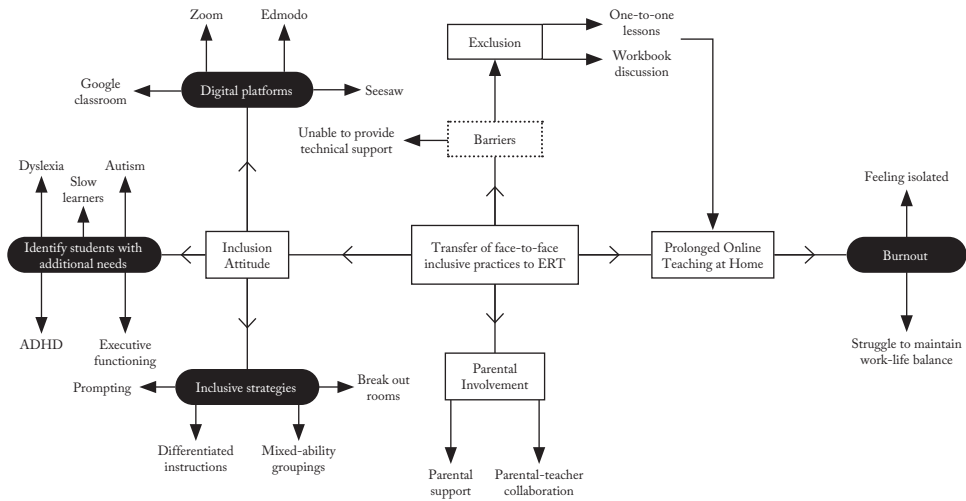 Zoom
Edmodo
Google
classroom
Digital platforms
Seesaw
Exclusion
One-to-one
lessons
Workbook
discussion
Unable to provide
technical support
Barriers
Dyslexia
Slow
learners
Autism
Identify students with
additional needs
ADHD
Executive
functioning
Inclusion
Attitude
Transfer of face-to-face
inclusive practices to ERT
Prolonged Online
Teaching at Home
Feeling isolated
Burnout
Struggle to maintain
work-life balance
Prompting
Inclusive strategies
Break out
rooms
Differentiated
instructions
Mixed-ability
groupings
Parental
Involvement
Parental
support
Parental-teacher
collaboration